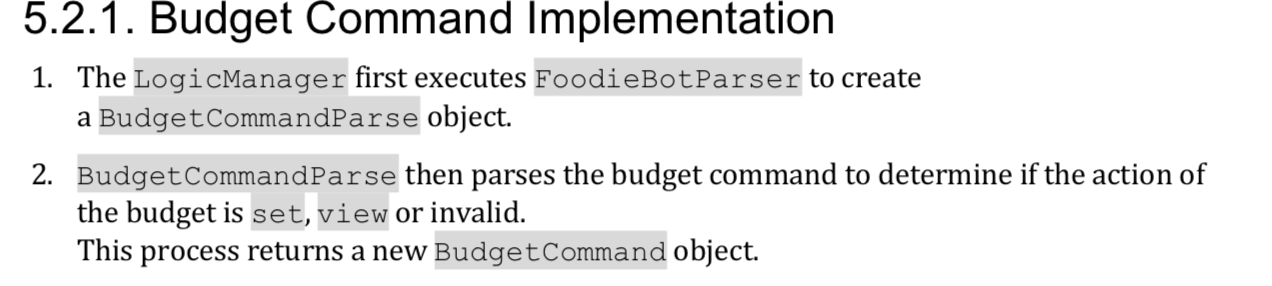 5.2.1. Budget Command Implementation
1. The LogicManager first executes FoodieBotParser to create
a BudgetCommandParse object.
2. BudgetCommandParse then parses the budget command to determine if the action of
the budget is set, view or invalid.
This process returns a new BudgetCommand object.